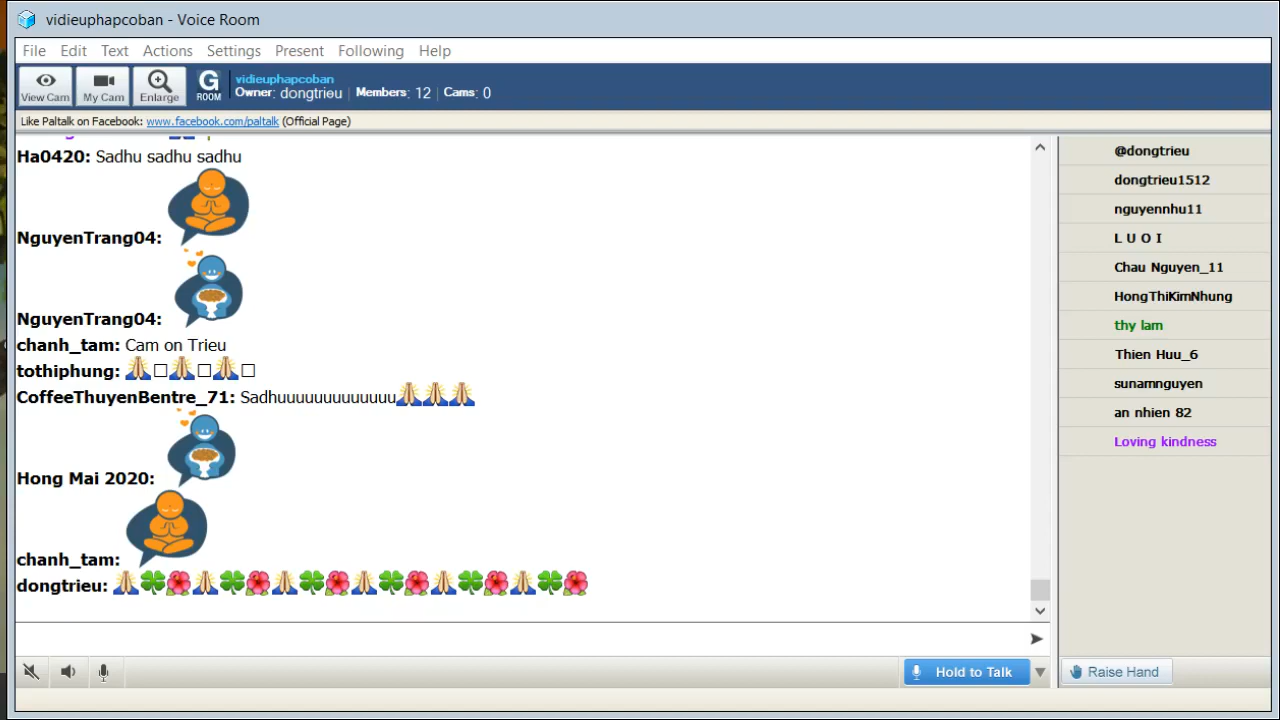 vidieuphapcoban - Voice Room
File Edit Text Actions Settings Present Following Help
View Cam My Cam Enlarge G ROOM vidieuphapcoban
Owner: dongtrieu | Members: 12 | Cams: 0
Like Paltalk on Facebook: www.facebook.com/paltalk (Official Page)
Ha0420: Sadhu sadhu sadhu
NguyenTrang04:
NguyenTrang04:
chanh_tam: Cam on Trieu
tothiphung: 🙏□🙏□🙏□
CoffeeThuyenBentre_71: Sadhuuuuuuuuuuuuu🙏🙏🙏
Hong Mai 2020:
chanh_tam:
dongtrieu: 🙏🍀🌺🙏🍀🌺🙏🍀🌺🙏🍀🌺🙏🍀🌺🙏🍀🌺
@dongtrieu
dongtrieu1512
nguyennhu11
L U O I
Chau Nguyen_11
HongThiKimNhung
thy lam
Thien Huu_6
sunamnguyen
an nhien 82
Loving kindness
Hold to Talk
Raise Hand